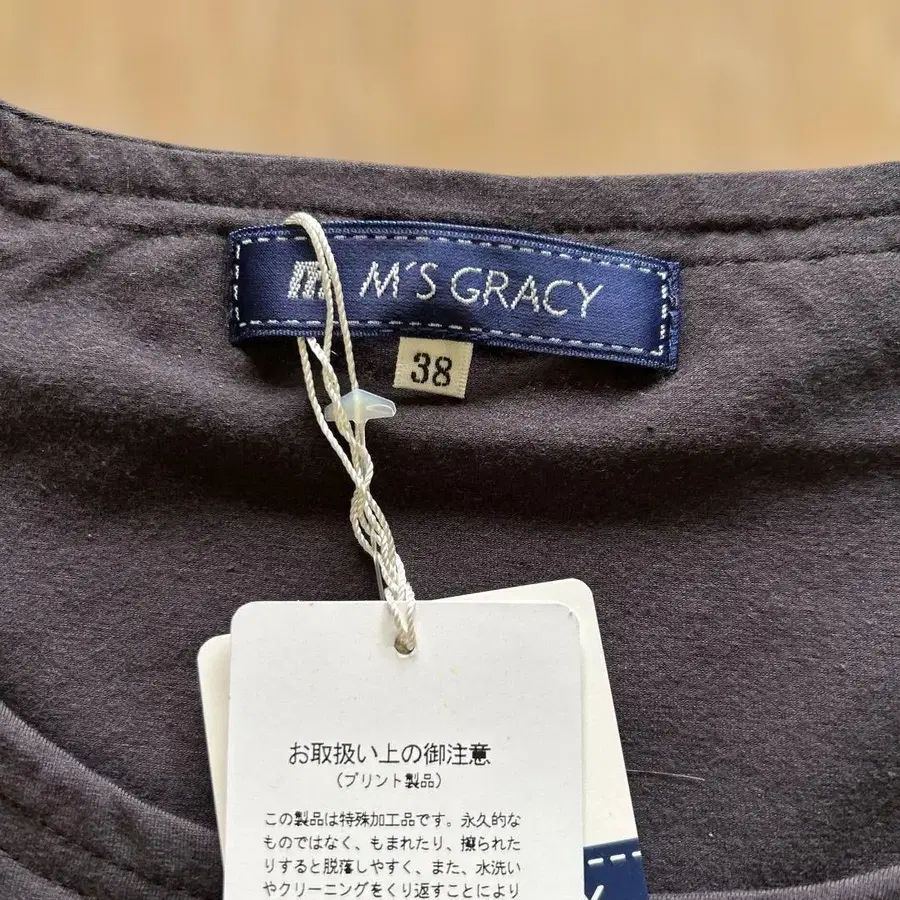 m M'S GRACY
38
お取扱い上の御注意
(プリント製品)
この製品は特殊加工品です。永久的な
ものではなく、もまれたり、擦られた
りすると脱落しやすく、また、水洗い
やクリーニングをくり返すことにより
Y